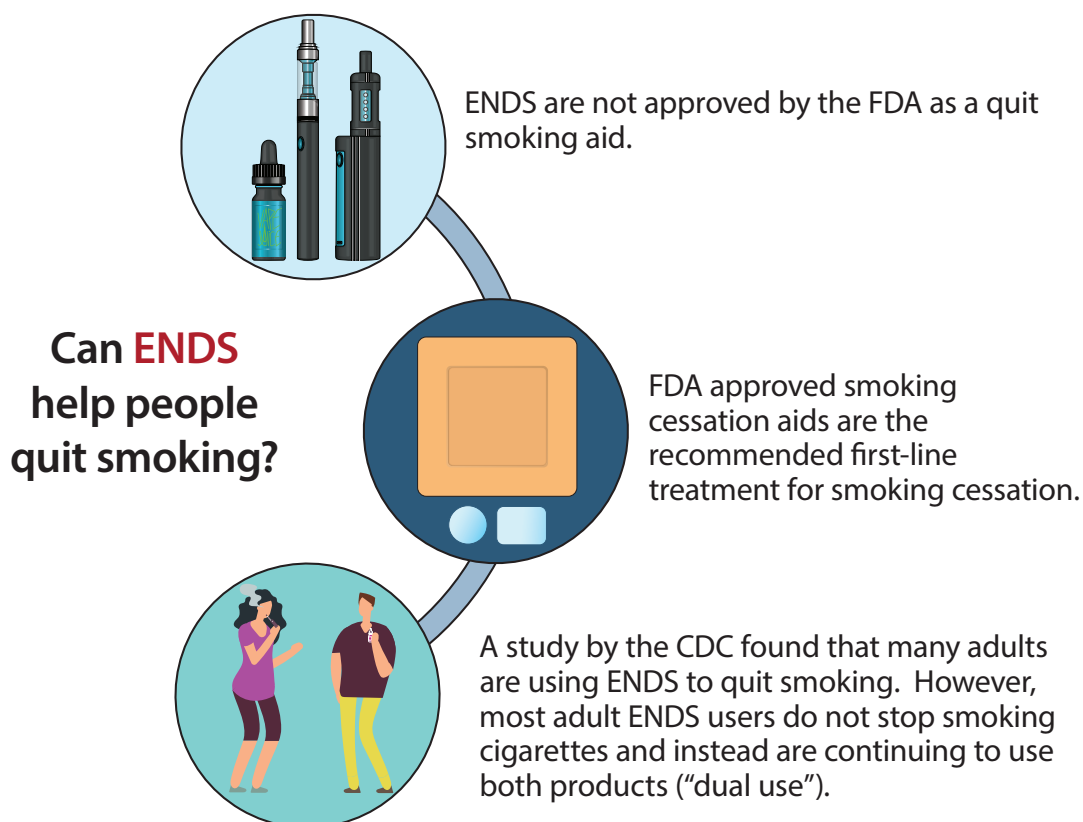 ENDS are not approved by the FDA as a quit
smoking aid.
Can ENDS
help people
quit smoking?
FDA approved smoking
cessation aids are the
recommended first-line
treatment for smoking cessation.
A study by the CDC found that many adults
are using ENDS to quit smoking.  However,
most adult ENDS users do not stop smoking
cigarettes and instead are continuing to use
both products (“dual use”).